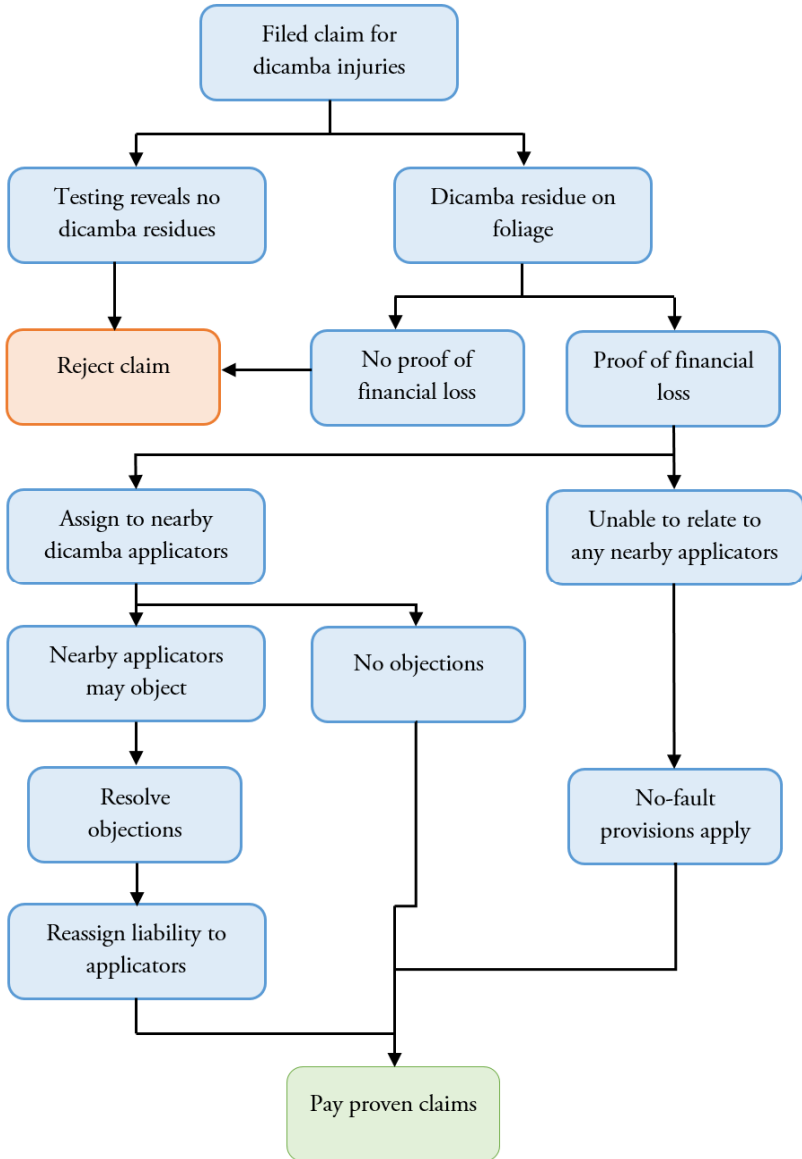 Filed claim for
dicamba injuries
Testing reveals no
dicamba residues
Dicamba residue on
foliage
Reject claim
No proof of
financial loss
Proof of financial
loss
Assign to nearby
dicamba applicators
Unable to relate to
any nearby applicators
Nearby applicators
may object
No objections
Resolve
objections
No-fault
provisions apply
Reassign liability to
applicators
Pay proven claims